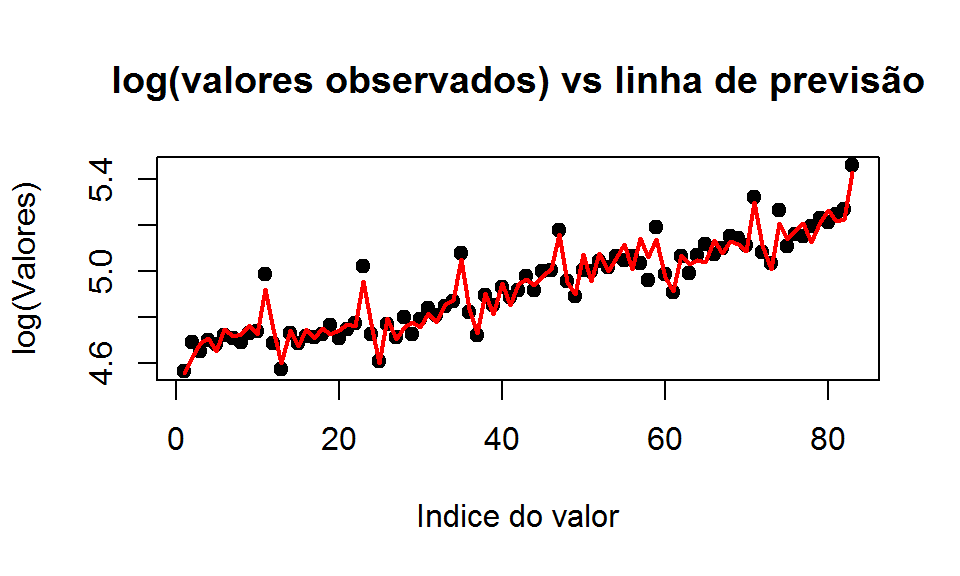 log(valores observados) vs linha de previsão
log(Valores)
5.4
5.0
4.6
0 20 40 60 80
Indice do valor